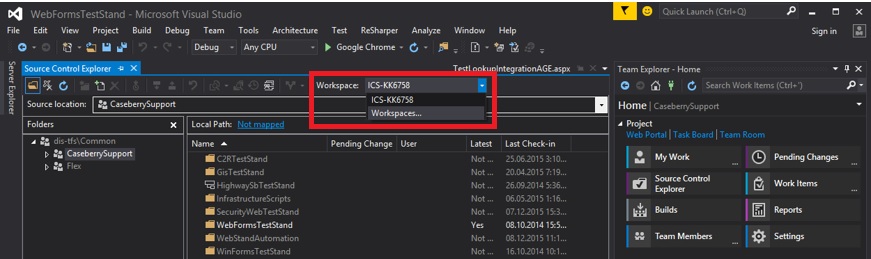 WebFormsTestStand - Microsoft Visual Studio
Quick Launch (Ctrl+Q)
File Edit View Project Build Debug Team Tools Architecture Test ReSharper Analyze Window Help
Sign in
Debug Any CPU Google Chrome
Server Explorer
Source Control Explorer
TestLookupIntegrationAGE.aspx
Workspace: ICS-KK6758
ICS-KK6758
Workspaces...
Source location: CaseberrySupport
Folders
dis-tfs\Common
CaseberrySupport
Flex
Local Path: Not mapped
Name Pending Change User Latest Last Check-in
C2RTestStand Not ... 25.06.2015 3:10...
GisTestStand Not ... 20.04.2015 7:19...
HighwaySbTestStand Not ... 26.09.2014 5:36...
InfrastructureScripts Not ... 06.05.2015 1:16...
SecurityWebTestStand Not ... 07.12.2015 15:3...
WebFormsTestStand Yes 08.10.2014 15:5...
WebStandAutomation Not ... 08.12.2015 11:1...
WinFormsTestStand Not ... 16.10.2014 10:1...
Team Explorer - Home
Search Work Items (Ctrl+')
Home | CaseberrySupport
Project
Web Portal | Task Board | Team Room
My Work ...
Pending Changes ...
Source Control Explorer
Work Items ...
Builds
Reports
Team Members ...
Settings